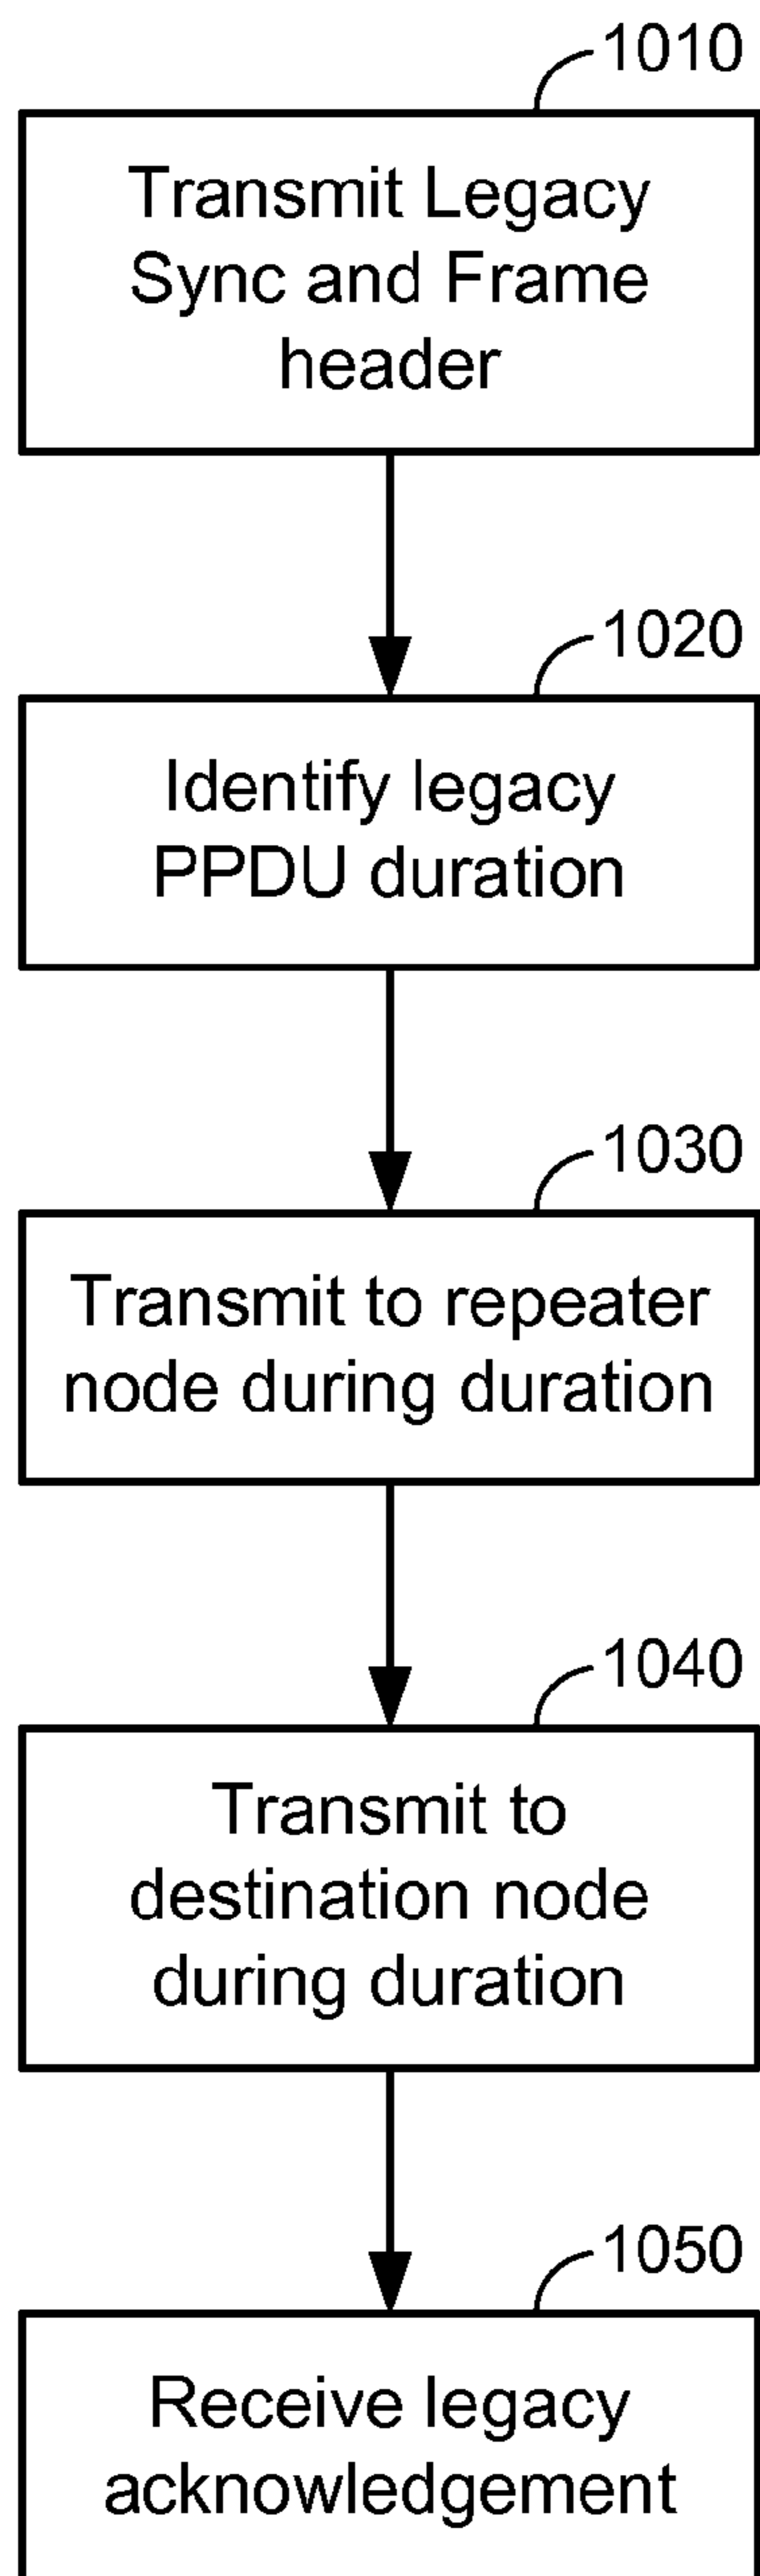 1010
Transmit Legacy
Sync and Frame
header
1020
Identify legacy
PPDU duration
1030
Transmit to repeater
node during duration
1040
Transmit to
destination node
during duration
1050
Receive legacy
acknowledgement